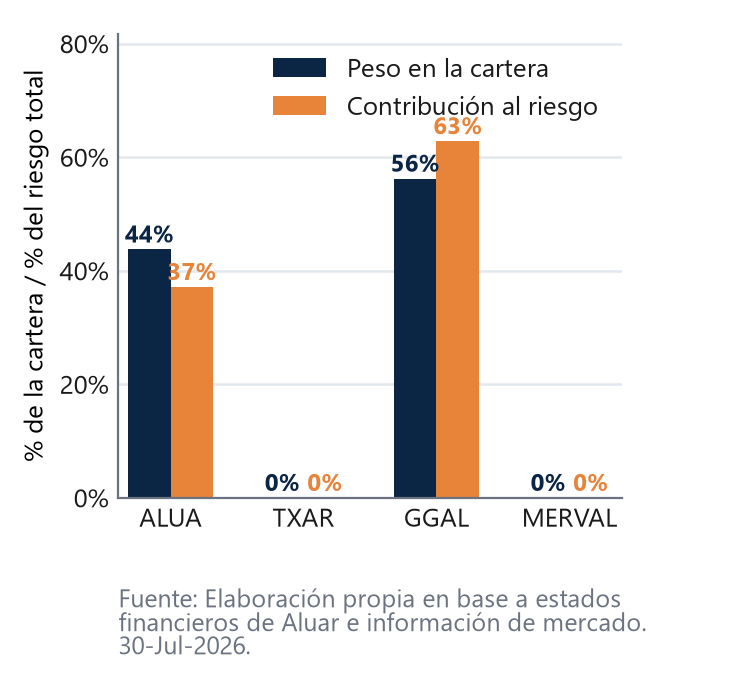 80%
Peso en la cartera
Contribución al riesgo
63%
60%
56%
44%
40%
37%
20%
0%
0% 0%
0% 0%
% de la cartera / % del riesgo total
ALUA TXAR GGAL MERVAL
Fuente: Elaboración propia en base a estados
financieros de Aluar e información de mercado.
30-Jul-2026.